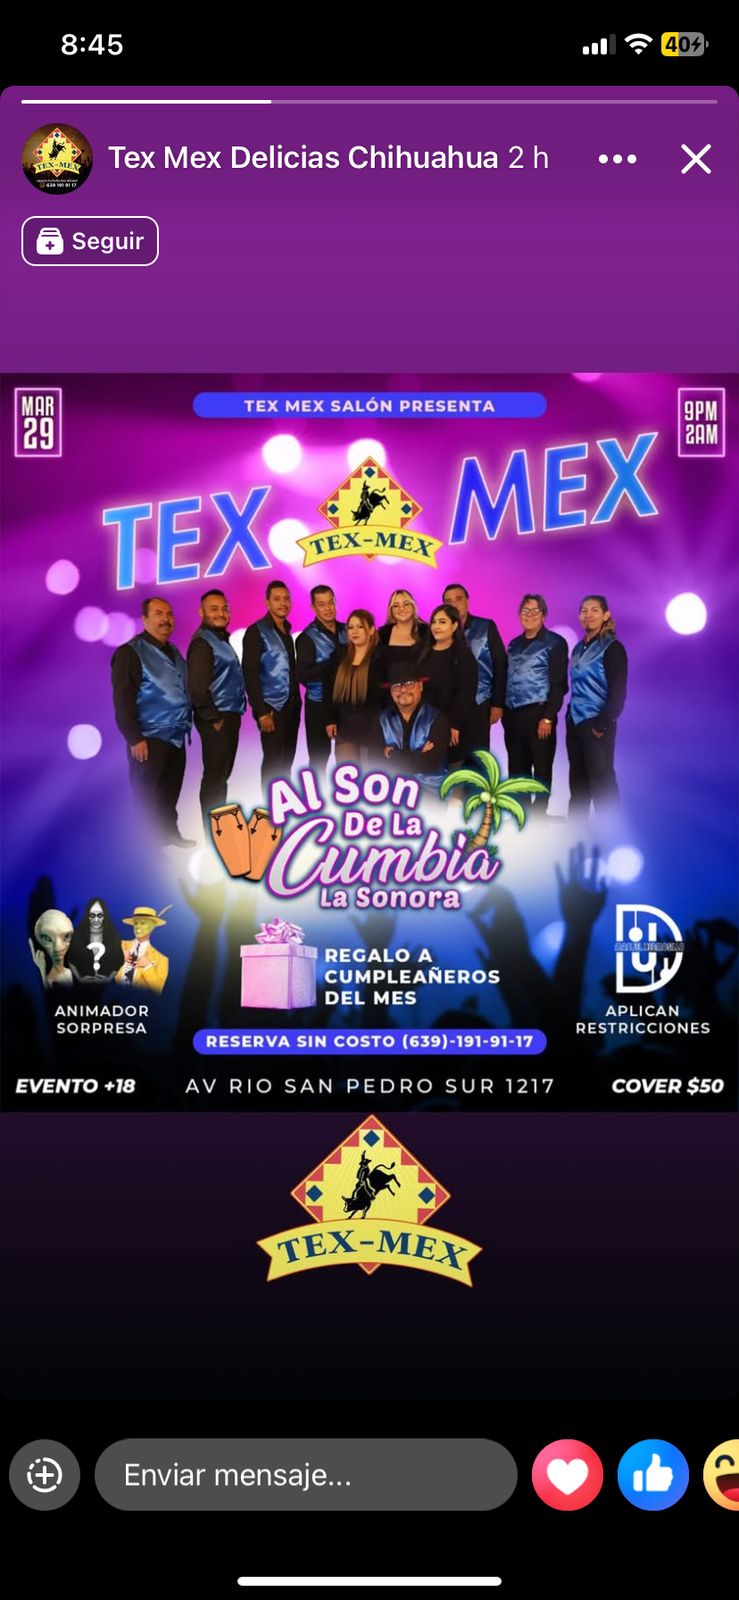 8:45
40
Tex Mex Delicias Chihuahua 2 h
Seguir
MAR
29
TEX MEX SALÓN PRESENTA
9PM
2AM
TEX MEX
TEX-MEX
Al Son
De La
Cumbia
La Sonora
REGALO A
CUMPLEAÑEROS
DEL MES
ANIMADOR
SORPRESA
APLICAN
RESTRICCIONES
RESERVA SIN COSTO (639)-191-91-17
EVENTO +18
AV RIO SAN PEDRO SUR 1217
COVER $50
TEX-MEX
Enviar mensaje...